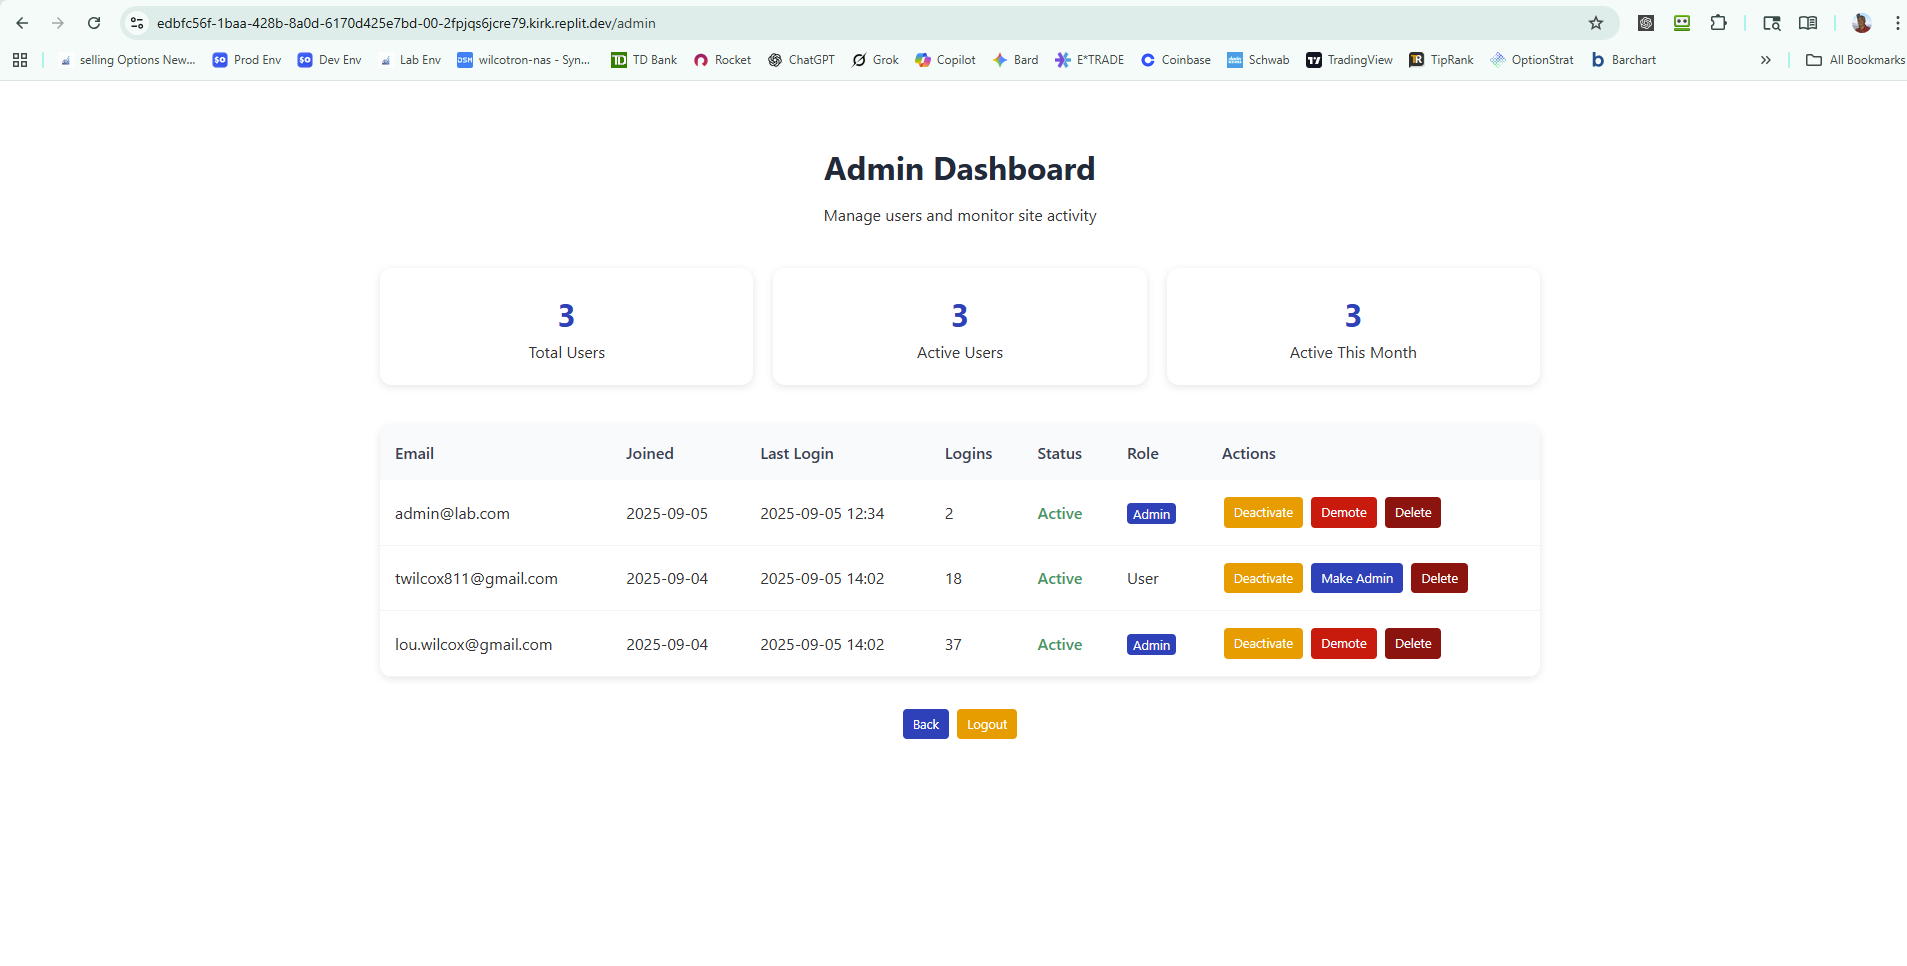 edbfc56f-1baa-428b-8a0d-6170d425e7bd-00-2fpjqs6jcre79.kirk.replit.dev/admin
selling Options New... Prod Env Dev Env Lab Env DSM wilcotron-nas - Syn... TD Bank Rocket ChatGPT Grok Copilot Bard E*TRADE Coinbase Schwab TradingView TipRank OptionStrat Barchart » All Bookmarks
Admin Dashboard
Manage users and monitor site activity
3 3 3
Total Users Active Users Active This Month
Email Joined Last Login Logins Status Role Actions
admin@lab.com 2025-09-05 2025-09-05 12:34 2 Active Admin Deactivate Demote Delete
twilcox811@gmail.com 2025-09-04 2025-09-05 14:02 18 Active User Deactivate Make Admin Delete
lou.wilcox@gmail.com 2025-09-04 2025-09-05 14:02 37 Active Admin Deactivate Demote Delete
Back Logout